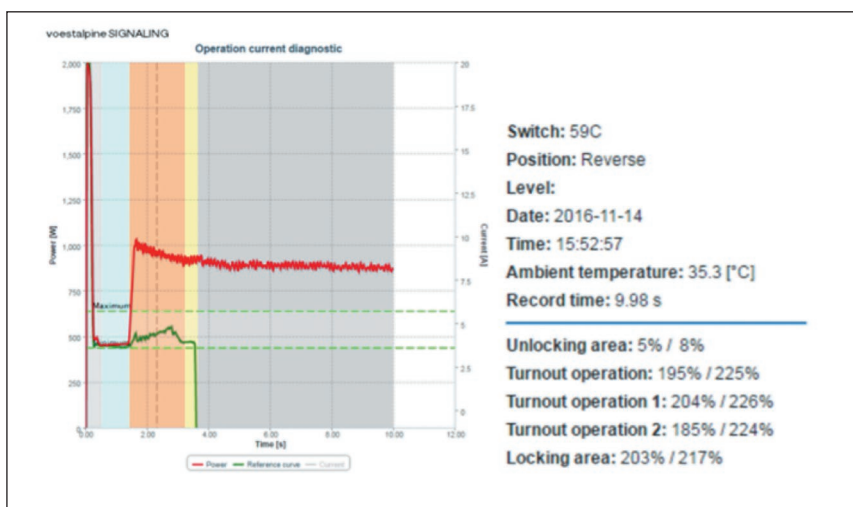 voestalpine SIGNALING
Operation current diagnostic
2,000
1,750
1,500
1,250
1,000
750
500
250
0
Power [W]
Maximum
20
17.5
15
12.5
10
7.5
5
2.5
0
Current [A]
0.00 2.00 4.00 6.00 8.00 10.00 12.00
Time [s]
Power Reference curve Current
Switch: 59C
Position: Reverse
Level:
Date: 2016-11-14
Time: 15:52:57
Ambient temperature: 35.3 [°C]
Record time: 9.98 s
Unlocking area: 5% / 8%
Turnout operation: 195% / 225%
Turnout operation 1: 204% / 226%
Turnout operation 2: 185% / 224%
Locking area: 203% / 217%